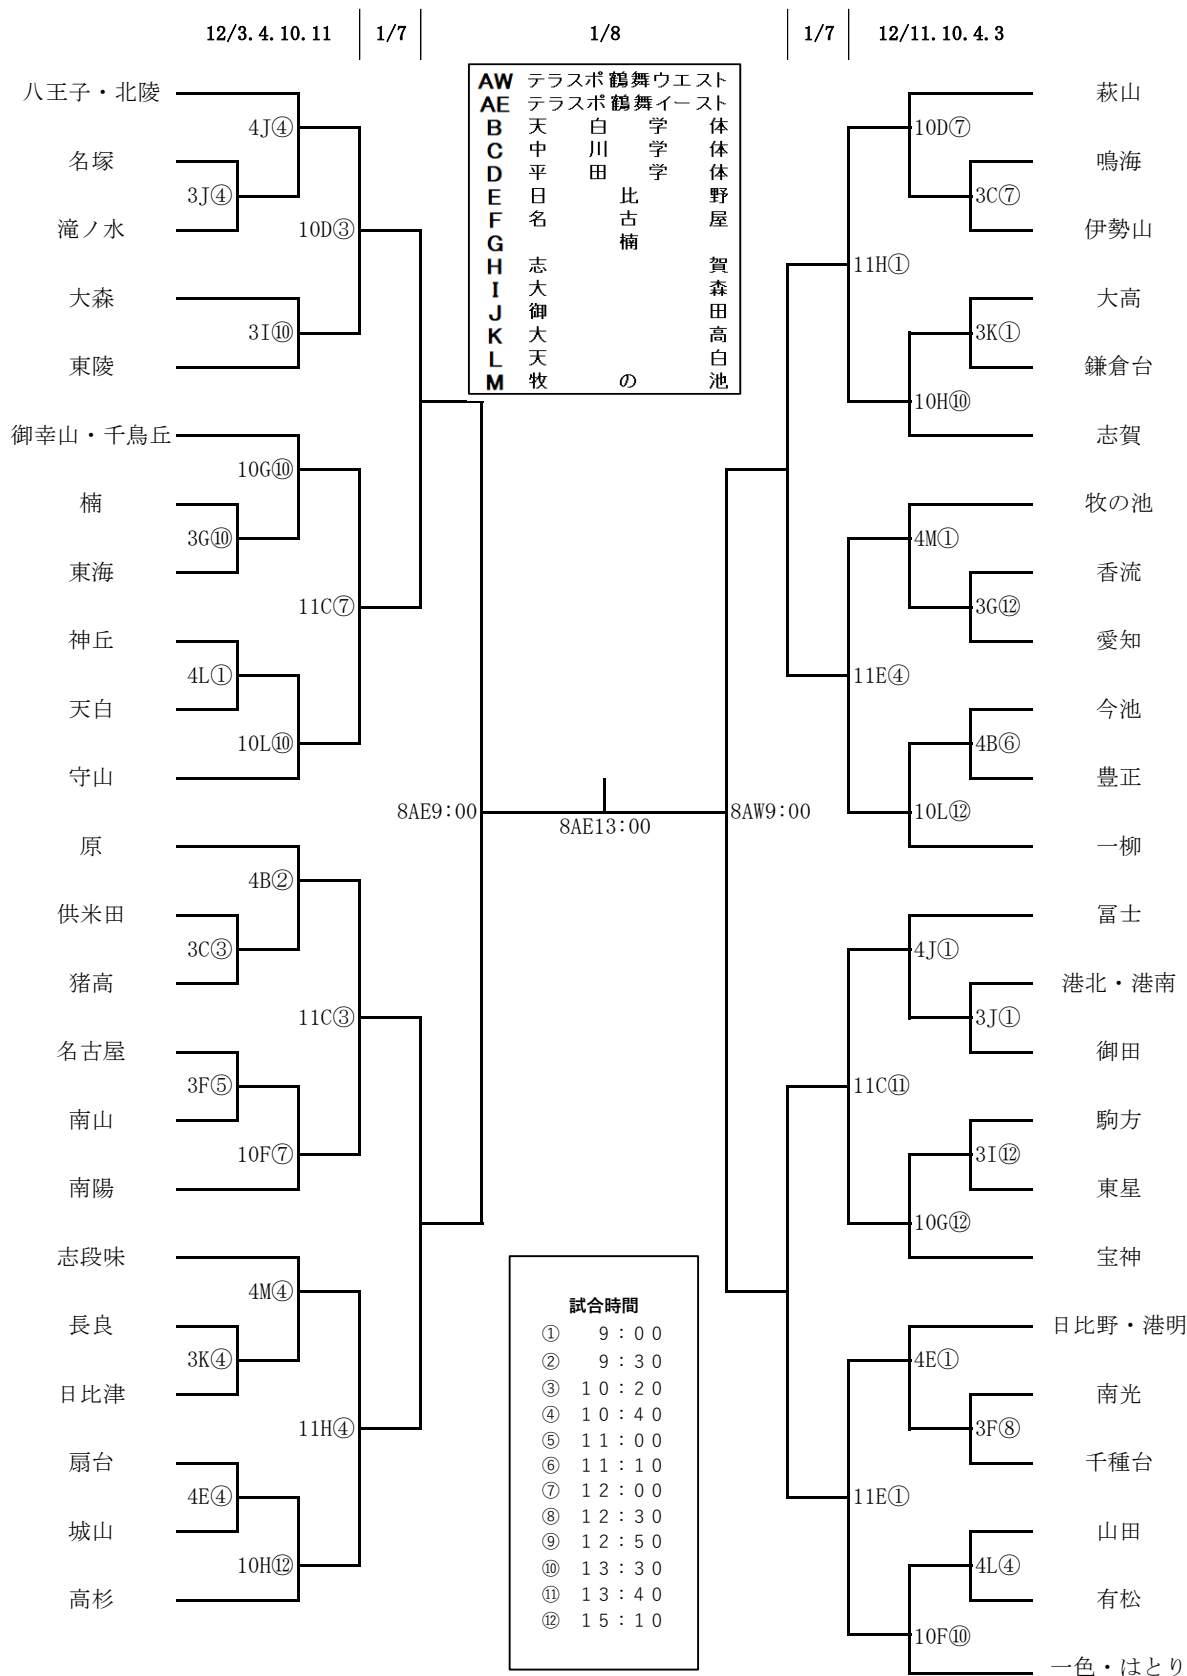 12/3.4.10.11 1/7 1/8 1/7 12/11.10.4.3
AW テラスポ鶴舞ウエスト
AE テラスポ鶴舞イースト
B 天白学体
C 中川学体
D 平田学体
E 日比野
F 名古屋
G 楠
H 志賀
I 大森
J 御田
K 大高
L 天白
M 牧の池
八王子・北陵
4J④
名塚
3J④
滝ノ水
10D③
大森
3I⑩
東陵
御幸山・千鳥丘
10G⑩
楠
3G⑩
東海
11C⑦
神丘
4L①
天白
10L⑩
守山
8AE9:00
原
4B②
供米田
3C③
猪高
11C③
名古屋
3F⑤
南山
10F⑦
南陽
志段味
4M④
長良
3K④
日比津
11H④
扇台
4E④
城山
10H⑫
高杉
8AE13:00
試合時間
① 9：00
② 9：30
③ 10：20
④ 10：40
⑤ 11：00
⑥ 11：10
⑦ 12：00
⑧ 12：30
⑨ 12：50
⑩ 13：30
⑪ 13：40
⑫ 15：10
萩山
10D⑦
鳴海
3C⑦
伊勢山
11H①
大高
3K①
鎌倉台
10H⑩
志賀
牧の池
4M①
香流
3G⑫
愛知
11E④
今池
4B⑥
豊正
10L⑫
8AW9:00
一柳
冨士
4J①
港北・港南
3J①
御田
11C⑪
駒方
3I⑫
東星
10G⑫
宝神
日比野・港明
4E①
南光
3F⑧
千種台
11E①
山田
4L④
有松
10F⑩
一色・はとり